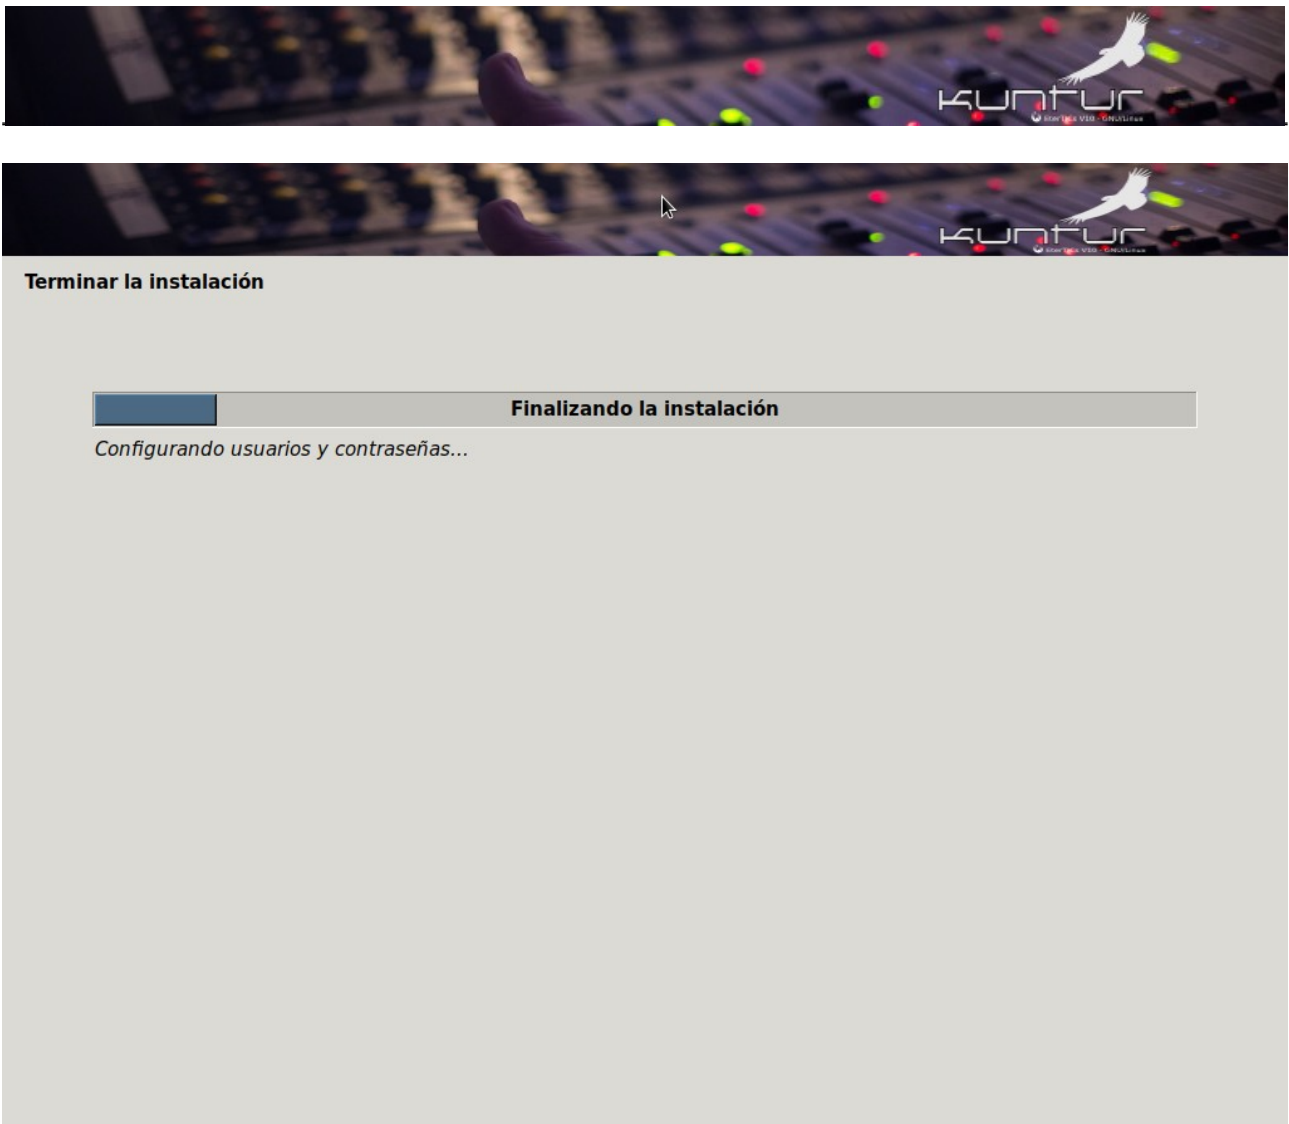 kuntur
kuntur
Terminar la instalación
Finalizando la instalación
Configurando usuarios y contraseñas...